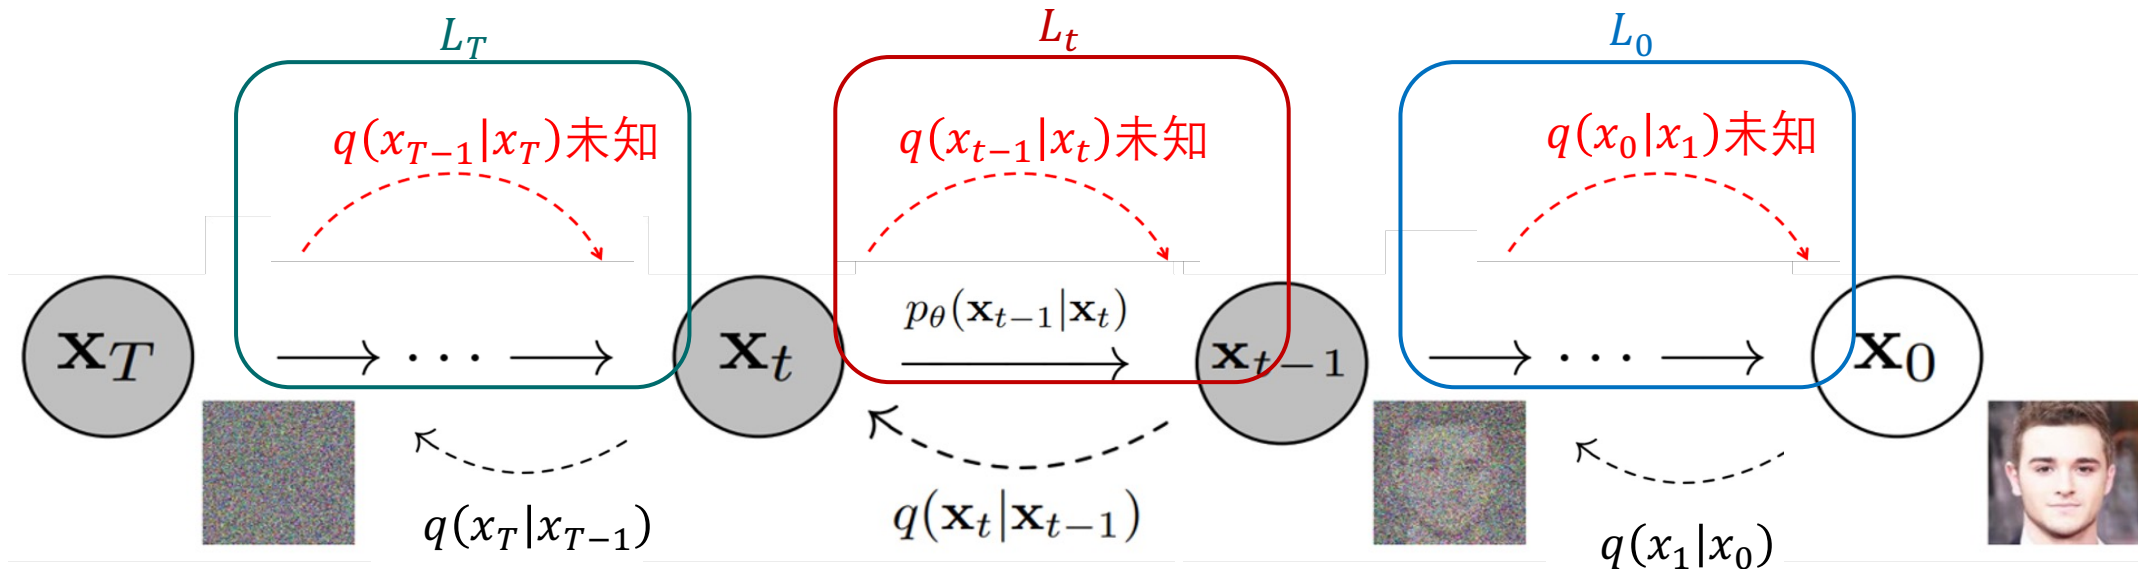 L_T
L_t
L_0
q(x_{T−1}|x_T)未知
q(x_{t−1}|x_t)未知
q(x_0|x_1)未知
p_θ(x_{t−1}|x_t)
x_T
· · ·
x_t
x_{t−1}
· · ·
x_0
q(x_T|x_{T−1})
q(x_t|x_{t−1})
q(x_1|x_0)